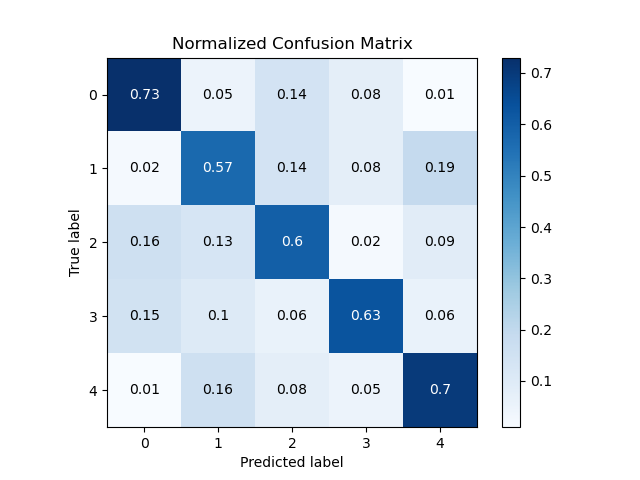 Normalized Confusion Matrix
True label
0 0.73 0.05 0.14 0.08 0.01
1 0.02 0.57 0.14 0.08 0.19
2 0.16 0.13 0.6 0.02 0.09
3 0.15 0.1 0.06 0.63 0.06
4 0.01 0.16 0.08 0.05 0.7
0 1 2 3 4
Predicted label
0.7
0.6
0.5
0.4
0.3
0.2
0.1